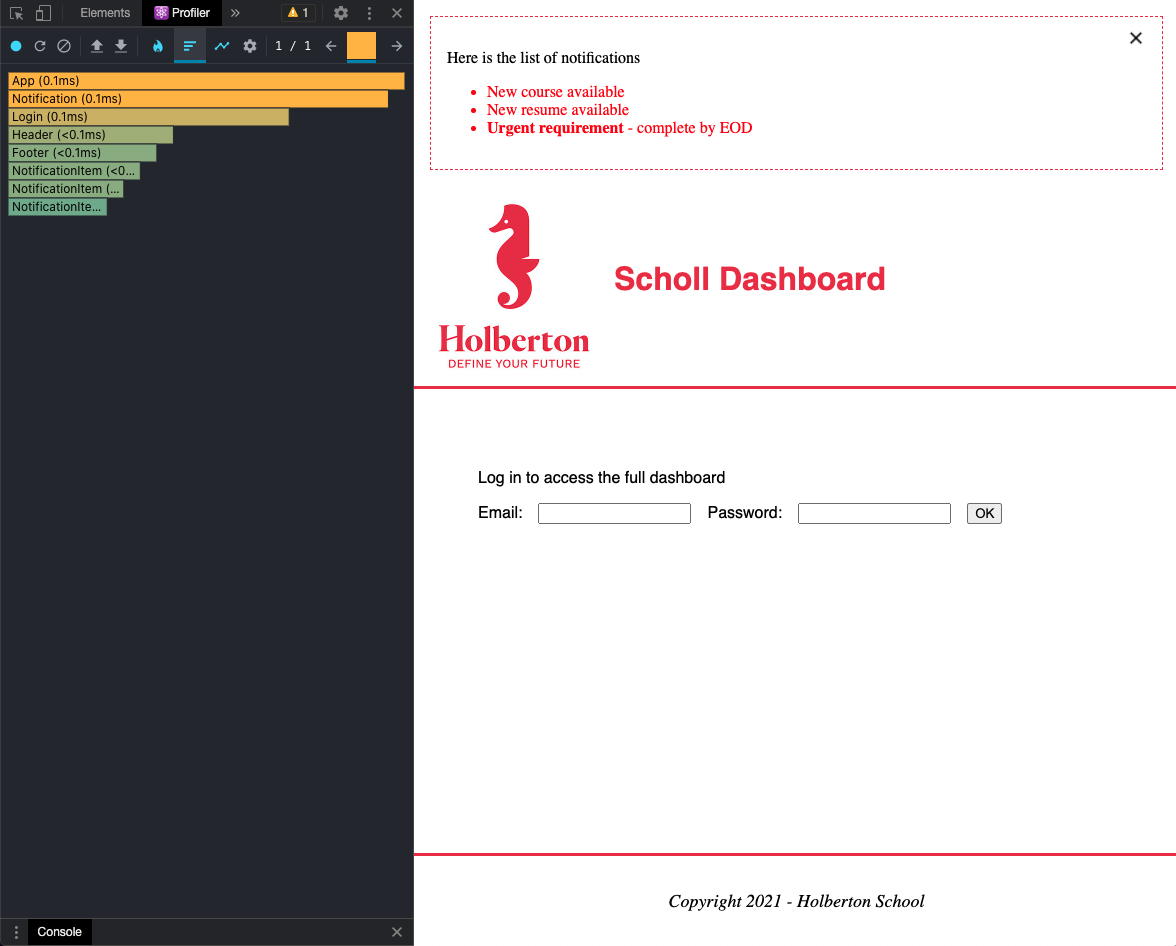 Elements Profiler » 1
1 / 1
App (0.1ms)
Notification (0.1ms)
Login (0.1ms)
Header (<0.1ms)
Footer (<0.1ms)
NotificationItem (<0...
NotificationItem (...
NotificationIte...
Console
Here is the list of notifications
New course available
New resume available
Urgent requirement - complete by EOD
Holberton
DEFINE YOUR FUTURE
Scholl Dashboard
Log in to access the full dashboard
Email: Password: OK
Copyright 2021 - Holberton School